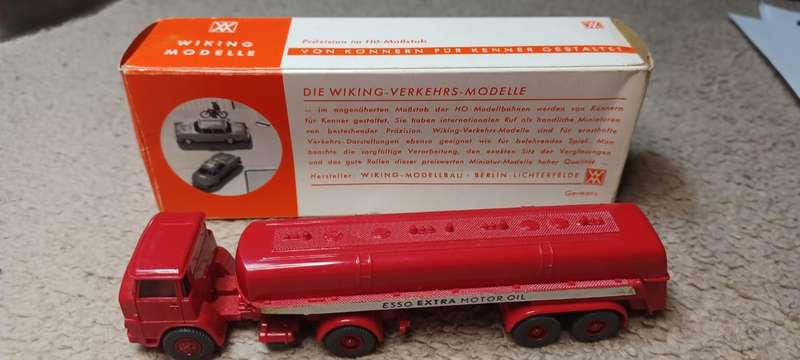 WIKING
MODELLE
Präzision im H0-Maßstab
VON KÖNNERN FÜR KENNER GESTALTET
DIE WIKING-VERKEHRS-MODELLE
— im angenäherten Maßstab der HO-Modellbahnen werden von Könnern
für Kenner gestaltet. Sie haben internationalen Ruf als handliche Miniaturen
von bestechender Präzision. Wiking-Verkehrs-Modelle sind für ernsthafte
Verkehrs-Darstellungen ebenso geeignet wie für belehrendes Spiel. Man
beachte die sorgfältige Verarbeitung, den exakten Sitz der Verglasungen
und das gute Rollen dieser preiswerten Miniatur-Modelle hoher Qualität —
Hersteller: WIKING-MODELLBAU · BERLIN-LICHTERFELDE
Germany
ESSO EXTRA MOTOR OIL